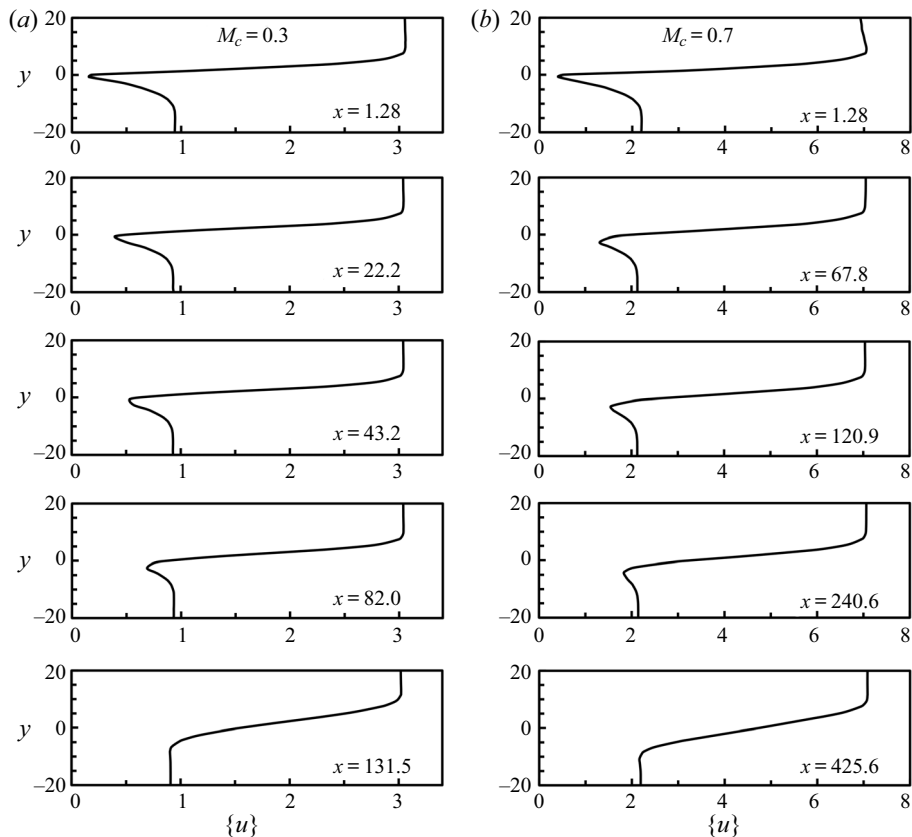 (a) (b)
20 M_c = 0.3 20 M_c = 0.7
y 0 0
x = 1.28 x = 1.28
–20 –20
0 1 2 3 0 2 4 6 8
20 20
y 0 0
x = 22.2 x = 67.8
–20 –20
0 1 2 3 0 2 4 6 8
20 20
y 0 0
x = 43.2 x = 120.9
–20 –20
0 1 2 3 0 2 4 6 8
20 20
y 0 0
x = 82.0 x = 240.6
–20 –20
0 1 2 3 0 2 4 6 8
20 20
y 0 0
x = 131.5 x = 425.6
–20 –20
0 1 2 3 0 2 4 6 8
{u} {u}